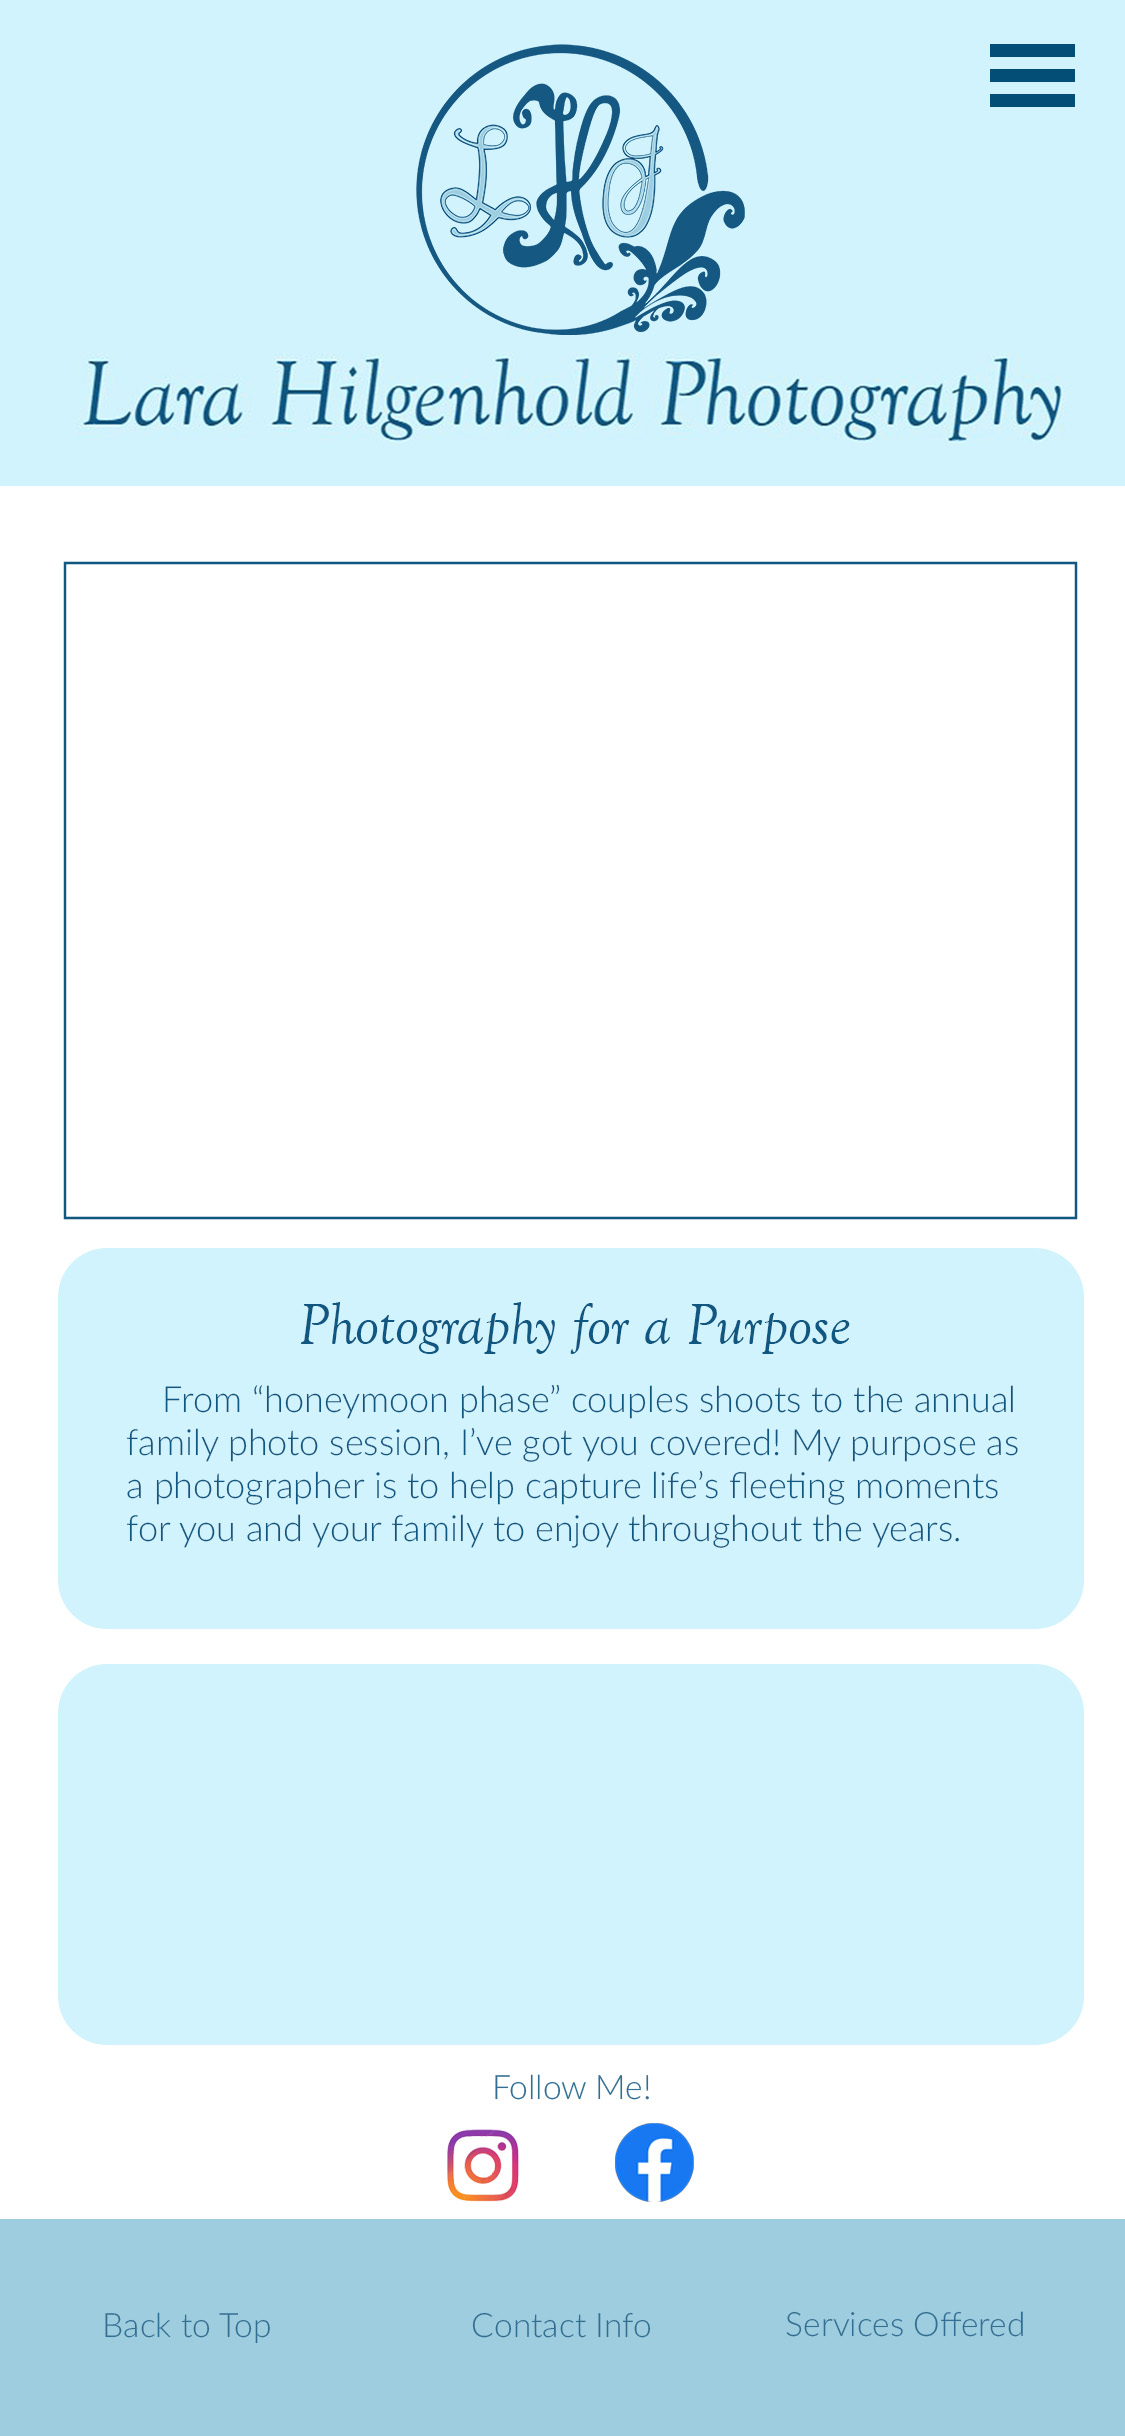 LHJ
Lara Hilgenhold Photography
Photography for a Purpose
From “honeymoon phase” couples shoots to the annual
family photo session, I’ve got you covered! My purpose as
a photographer is to help capture life’s fleeting moments
for you and your family to enjoy throughout the years.
Follow Me!
Back to Top
Contact Info
Services Offered